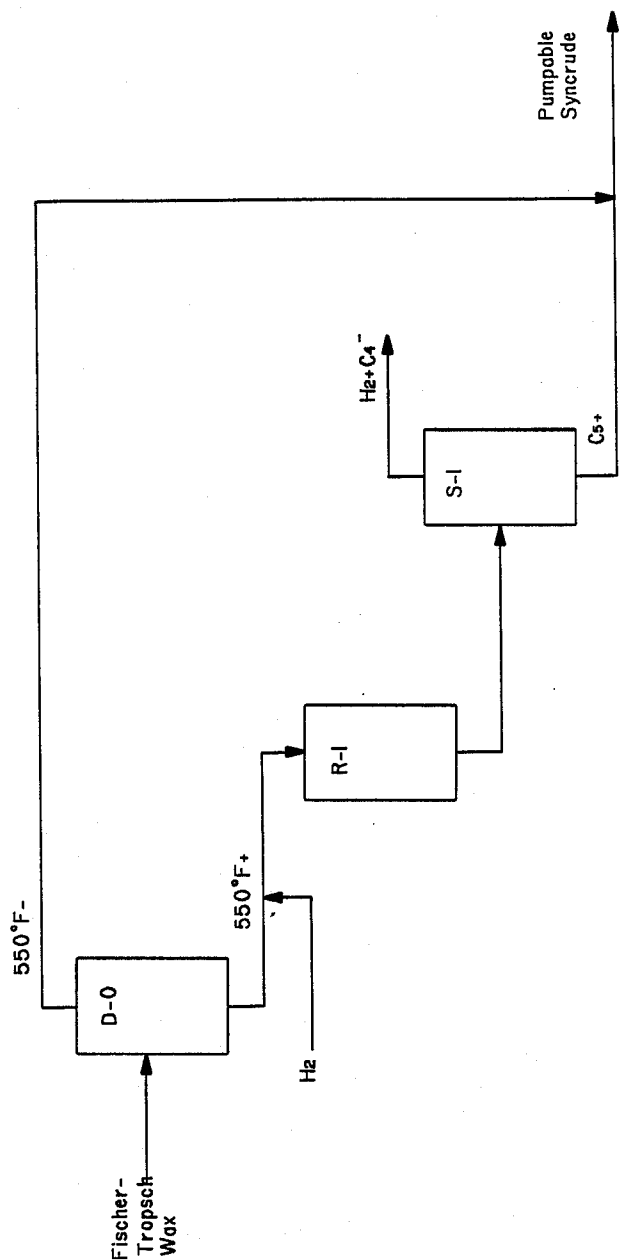 Fischer-
Tropsch
Wax
D-O
550°F-
550°F+
H2
R-I
S-I
H2+C4-
C5+
Pumpable
Syncrude